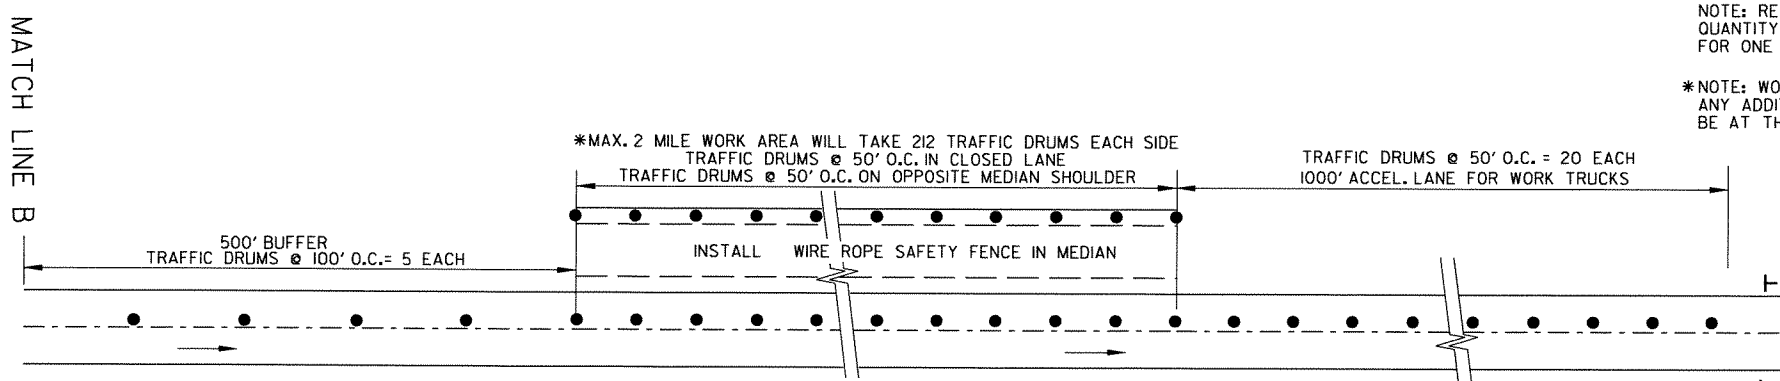 MATCH LINE B
NOTE: RE
QUANTITY
FOR ONE
*NOTE: WO
ANY ADDI
BE AT TH
*MAX. 2 MILE WORK AREA WILL TAKE 212 TRAFFIC DRUMS EACH SIDE
TRAFFIC DRUMS @ 50' O.C. IN CLOSED LANE
TRAFFIC DRUMS @ 50' O.C. ON OPPOSITE MEDIAN SHOULDER
TRAFFIC DRUMS @ 50' O.C. = 20 EACH
1000' ACCEL. LANE FOR WORK TRUCKS
500' BUFFER
TRAFFIC DRUMS @ 100' O.C.= 5 EACH
INSTALL WIRE ROPE SAFETY FENCE IN MEDIAN